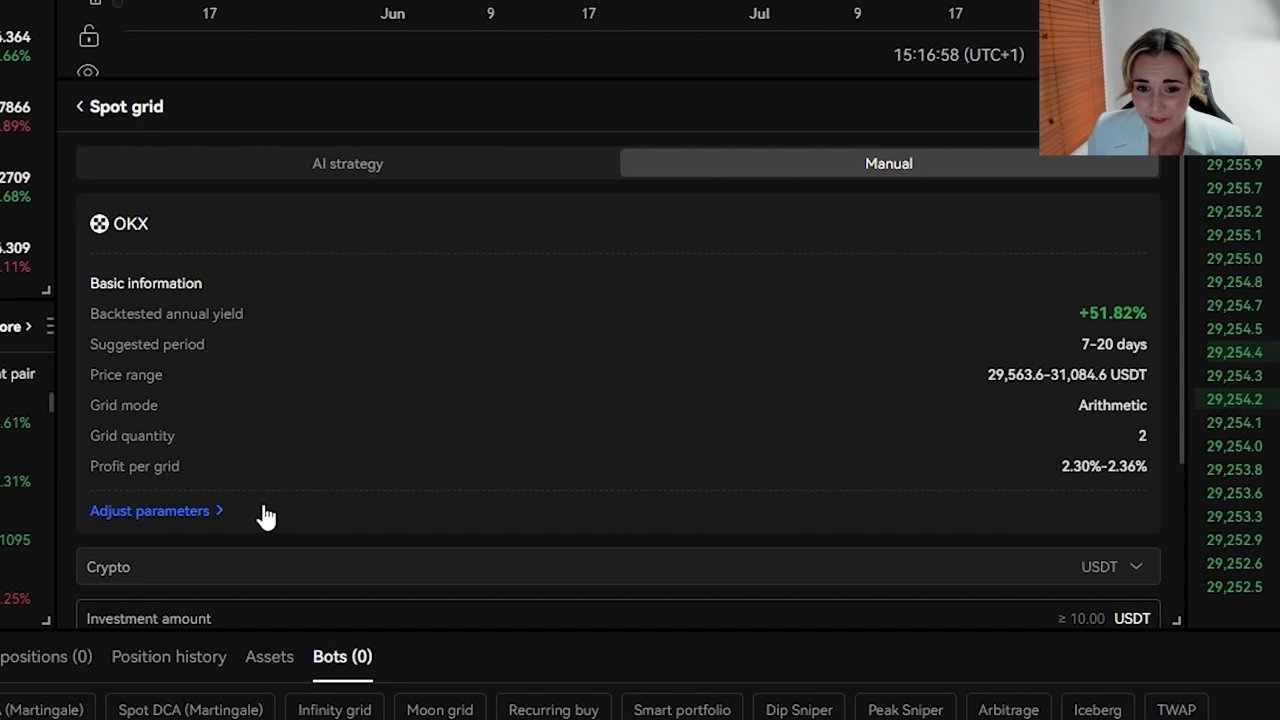 17 Jun 9 17 Jul 9 17
.364
.66%
15:16:58 (UTC+1)
7866
.89%
Spot grid
AI strategy Manual
2709
.68%
.309
.11%
OKX
Basic information
Backtested annual yield +51.82%
Suggested period 7-20 days
Price range 29,563.6-31,084.6 USDT
Grid mode Arithmetic
Grid quantity 2
Profit per grid 2.30%-2.36%
Adjust parameters
Crypto USDT
Investment amount ≥ 10.00 USDT
ore
t pair
.61%
.31%
1095
.25%
29,255.9
29,255.7
29,255.2
29,255.1
29,255.0
29,254.8
29,254.7
29,254.5
29,254.4
29,254.3
29,254.2
29,254.1
29,254.0
29,253.8
29,253.6
29,253.3
29,252.9
29,252.6
29,252.5
positions (0) Position history Assets Bots (0)
(Martingale) Spot DCA (Martingale) Infinity grid Moon grid Recurring buy Smart portfolio Dip Sniper Peak Sniper Arbitrage Iceberg TWAP